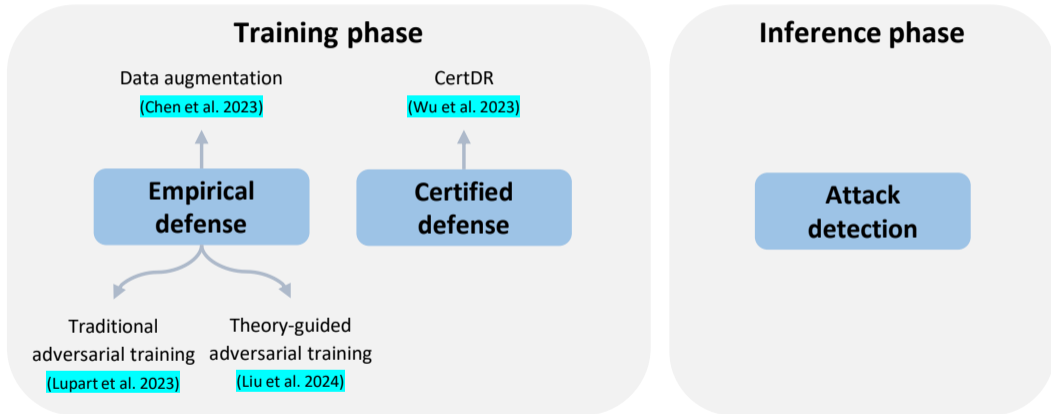 Training phase
Data augmentation
(Chen et al. 2023)
CertDR
(Wu et al. 2023)
Empirical
defense
Certified
defense
Traditional
adversarial training
(Lupart et al. 2023)
Theory-guided
adversarial training
(Liu et al. 2024)
Inference phase
Attack
detection